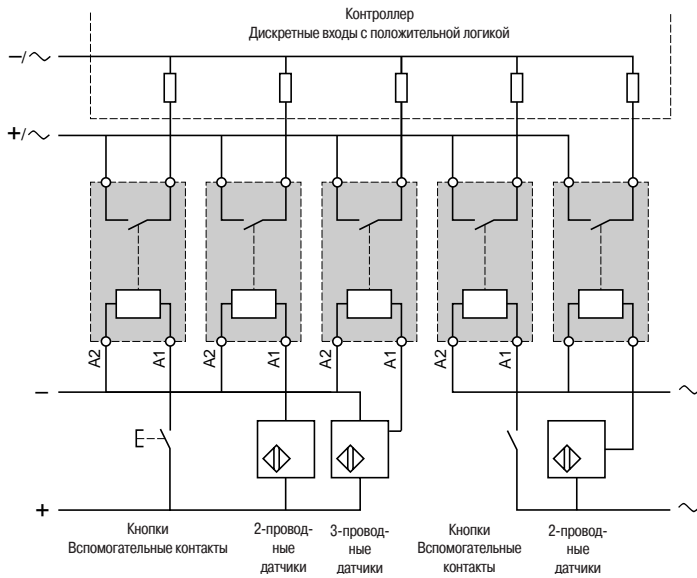 Контроллер
Дискретные входы с положительной логикой
−/∼
+/∼
A2 A1 A2 A1 A2 A1 A2 A1
− ∼
+ ∼
Кнопки
Вспомогательные контакты
2-провод-
ные
датчики
3-провод-
ные
датчики
Кнопки
Вспомогательные
контакты
2-провод-
ные
датчики